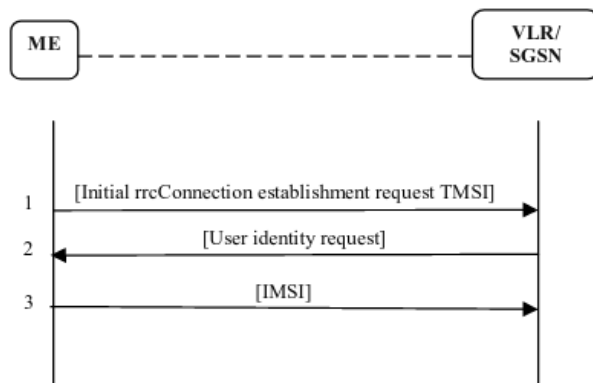 ME
VLR/
SGSN
1 [Initial rrcConnection establishment request TMSI]
2 [User identity request]
3 [IMSI]